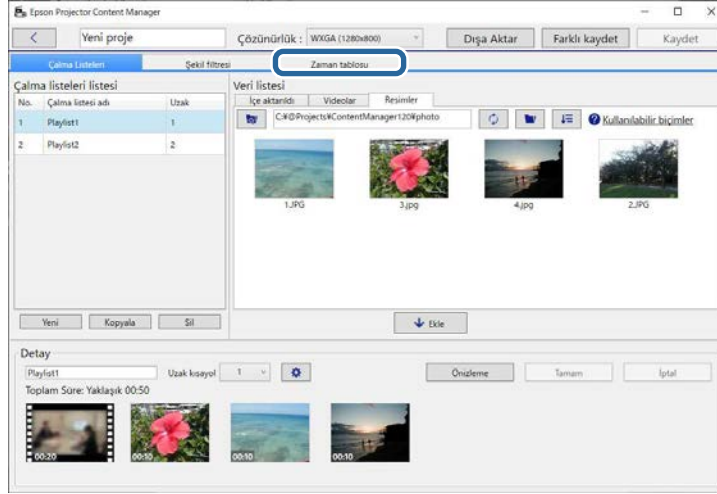 Epson Projector Content Manager
Yeni proje Çözünürlük : WXGA (1280x800) Dışa Aktar Farklı kaydet Kaydet
Çalma Listeleri Şekil filtresi Zaman tablosu
Çalma listeleri listesi
No. Çalma listesi adı Uzak
1 Playlist1 1
2 Playlist2 2
Yeni Kopyala Sil
Veri listesi
İçe aktarıldı Videolar Resimler
C:¥@Projects¥ContentManager120¥photo Kullanılabilir biçimler
1.JPG 3.jpg 4.jpg 2.JPG
Ekle
Detay
Playlist1 Uzak kısayol 1 Önizleme Tamam İptal
Toplam Süre: Yaklaşık 00:50
00:20 00:10 00:10 00:10